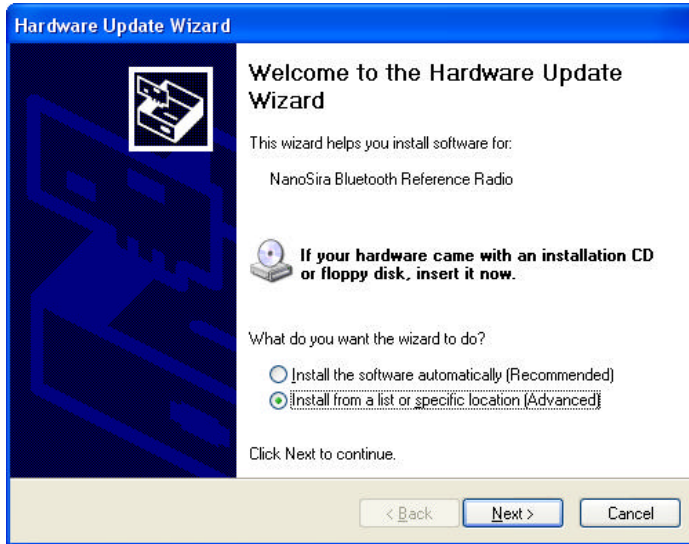 Hardware Update Wizard
Welcome to the Hardware Update
Wizard
This wizard helps you install software for:
NanoSira Bluetooth Reference Radio
If your hardware came with an installation CD
or floppy disk, insert it now.
What do you want the wizard to do?
Install the software automatically (Recommended)
Install from a list or specific location (Advanced)
Click Next to continue.
< Back Next > Cancel